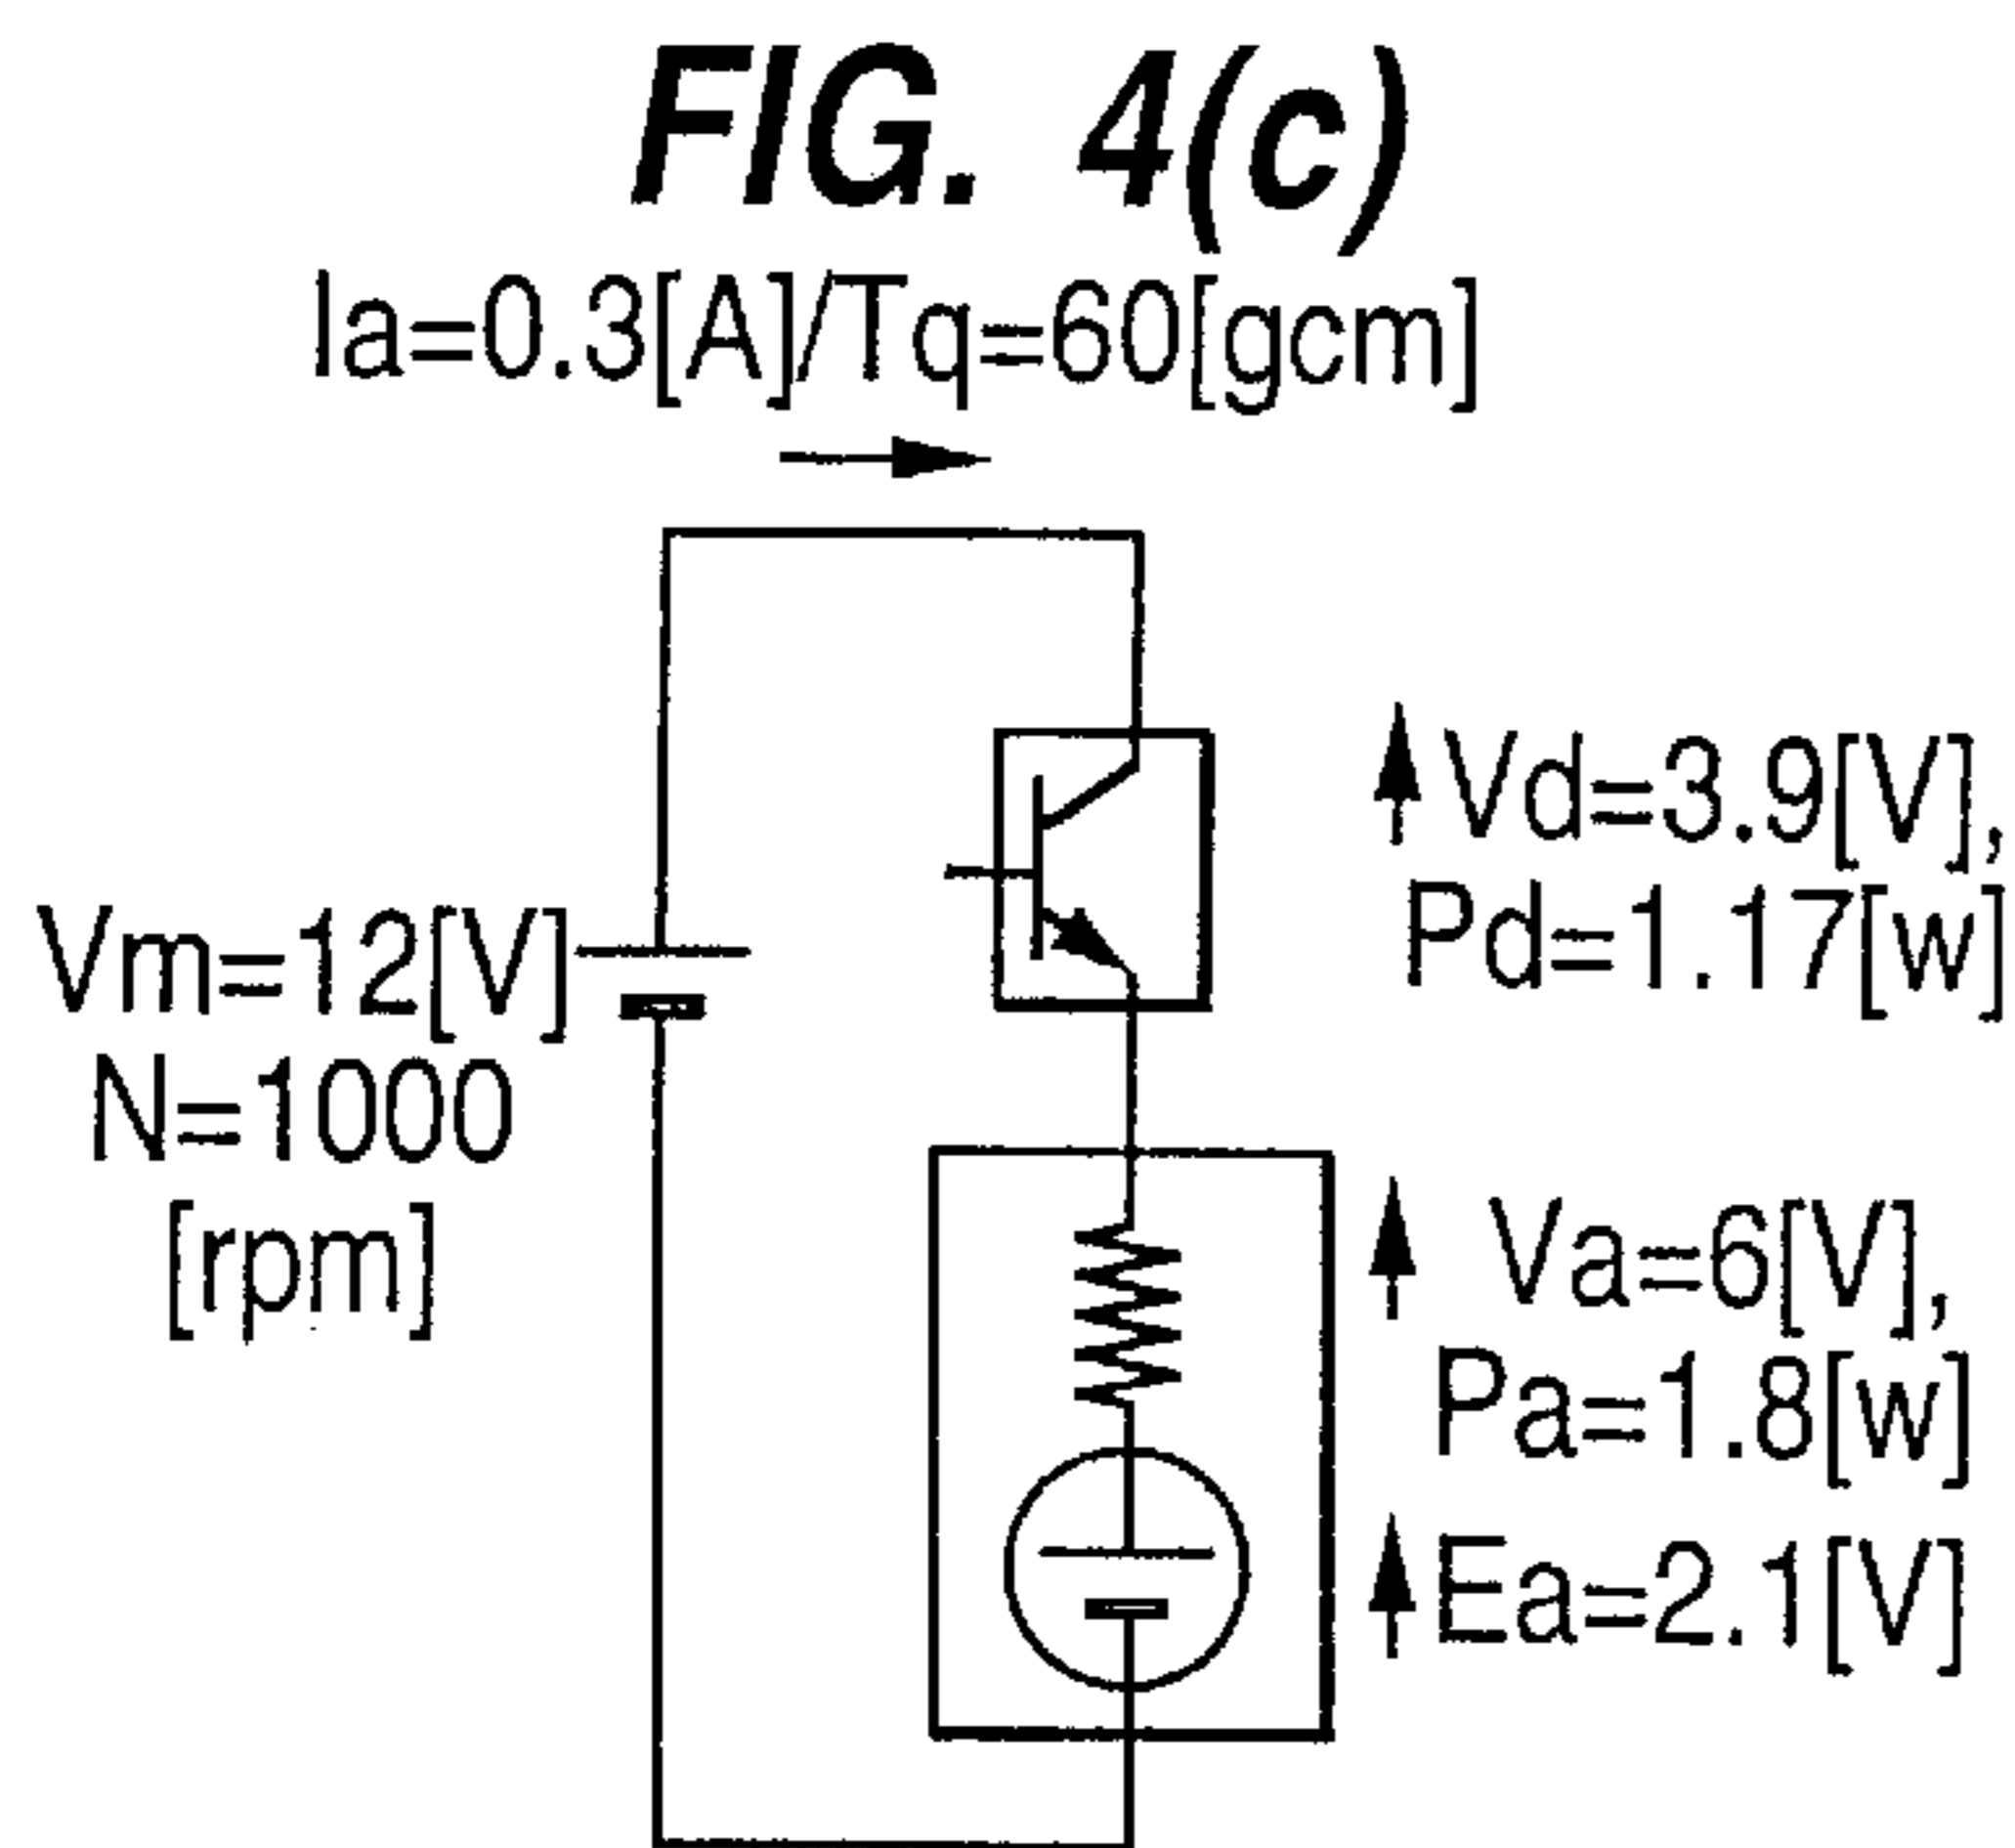 FIG. 4(c)
Ia=0.3[A]/Tq=60[gcm]
Vd=3.9[V],
Pd=1.17[w]
Vm=12[V]
N=1000
[rpm]
Va=6[V],
Pa=1.8[w]
Ea=2.1[V]